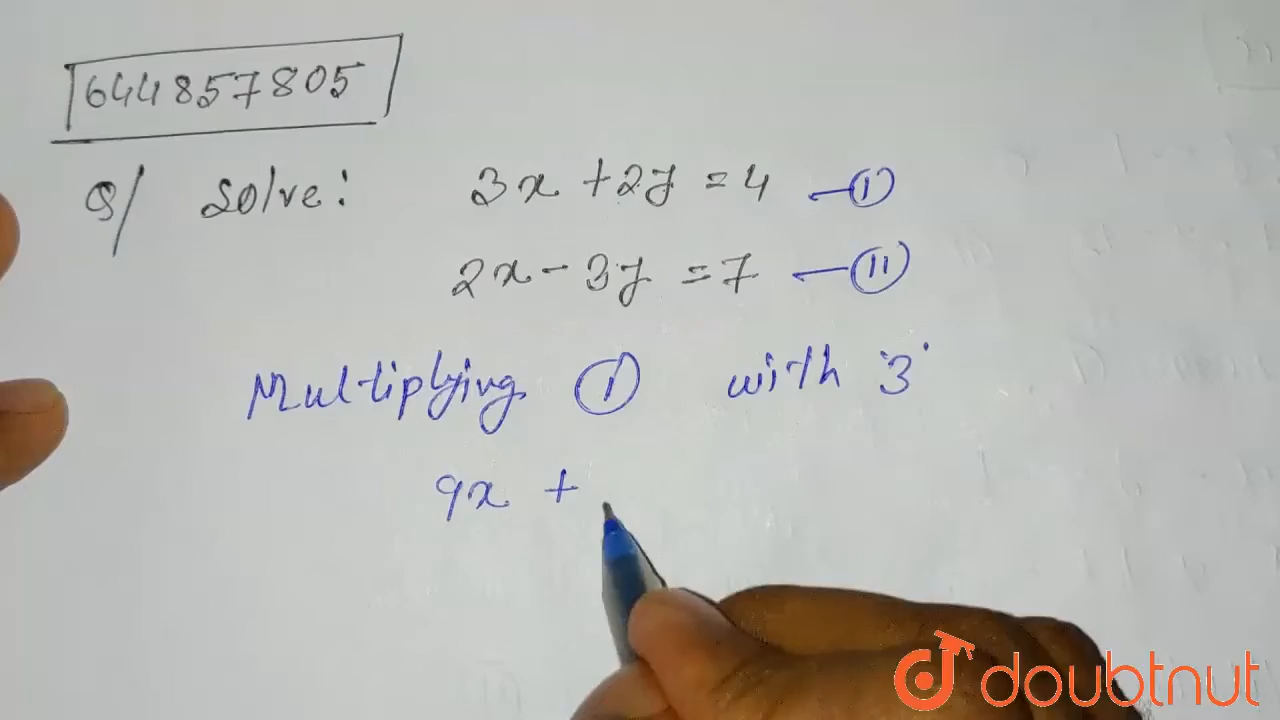 644857805
Q/ Solve: 3x + 2y = 4 — (i)
2x - 3y = 7 — (ii)
Multiplying (i) with '3'
9x +
doubtnut